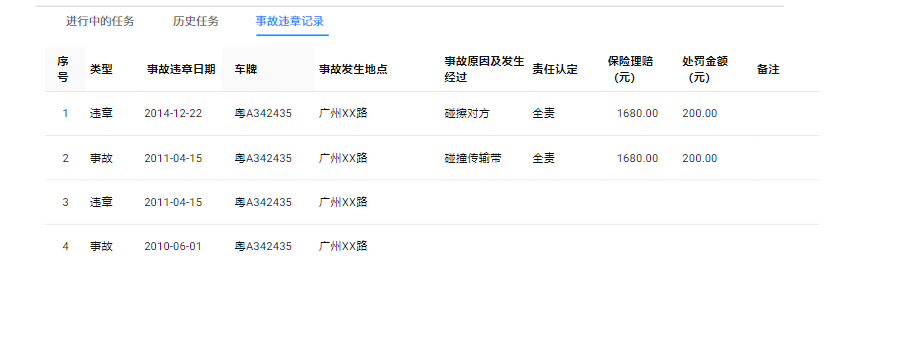 进行中的任务 历史任务 事故违章记录
序号 类型 事故违章日期 车牌 事故发生地点 事故原因及发生经过 责任认定 保险理赔（元） 处罚金额（元） 备注
1 违章 2014-12-22 粤A342435 广州XX路 碰擦对方 全责 1680.00 200.00
2 事故 2011-04-15 粤A342435 广州XX路 碰撞传输带 全责 1680.00 200.00
3 违章 2011-04-15 粤A342435 广州XX路
4 事故 2010-06-01 粤A342435 广州XX路